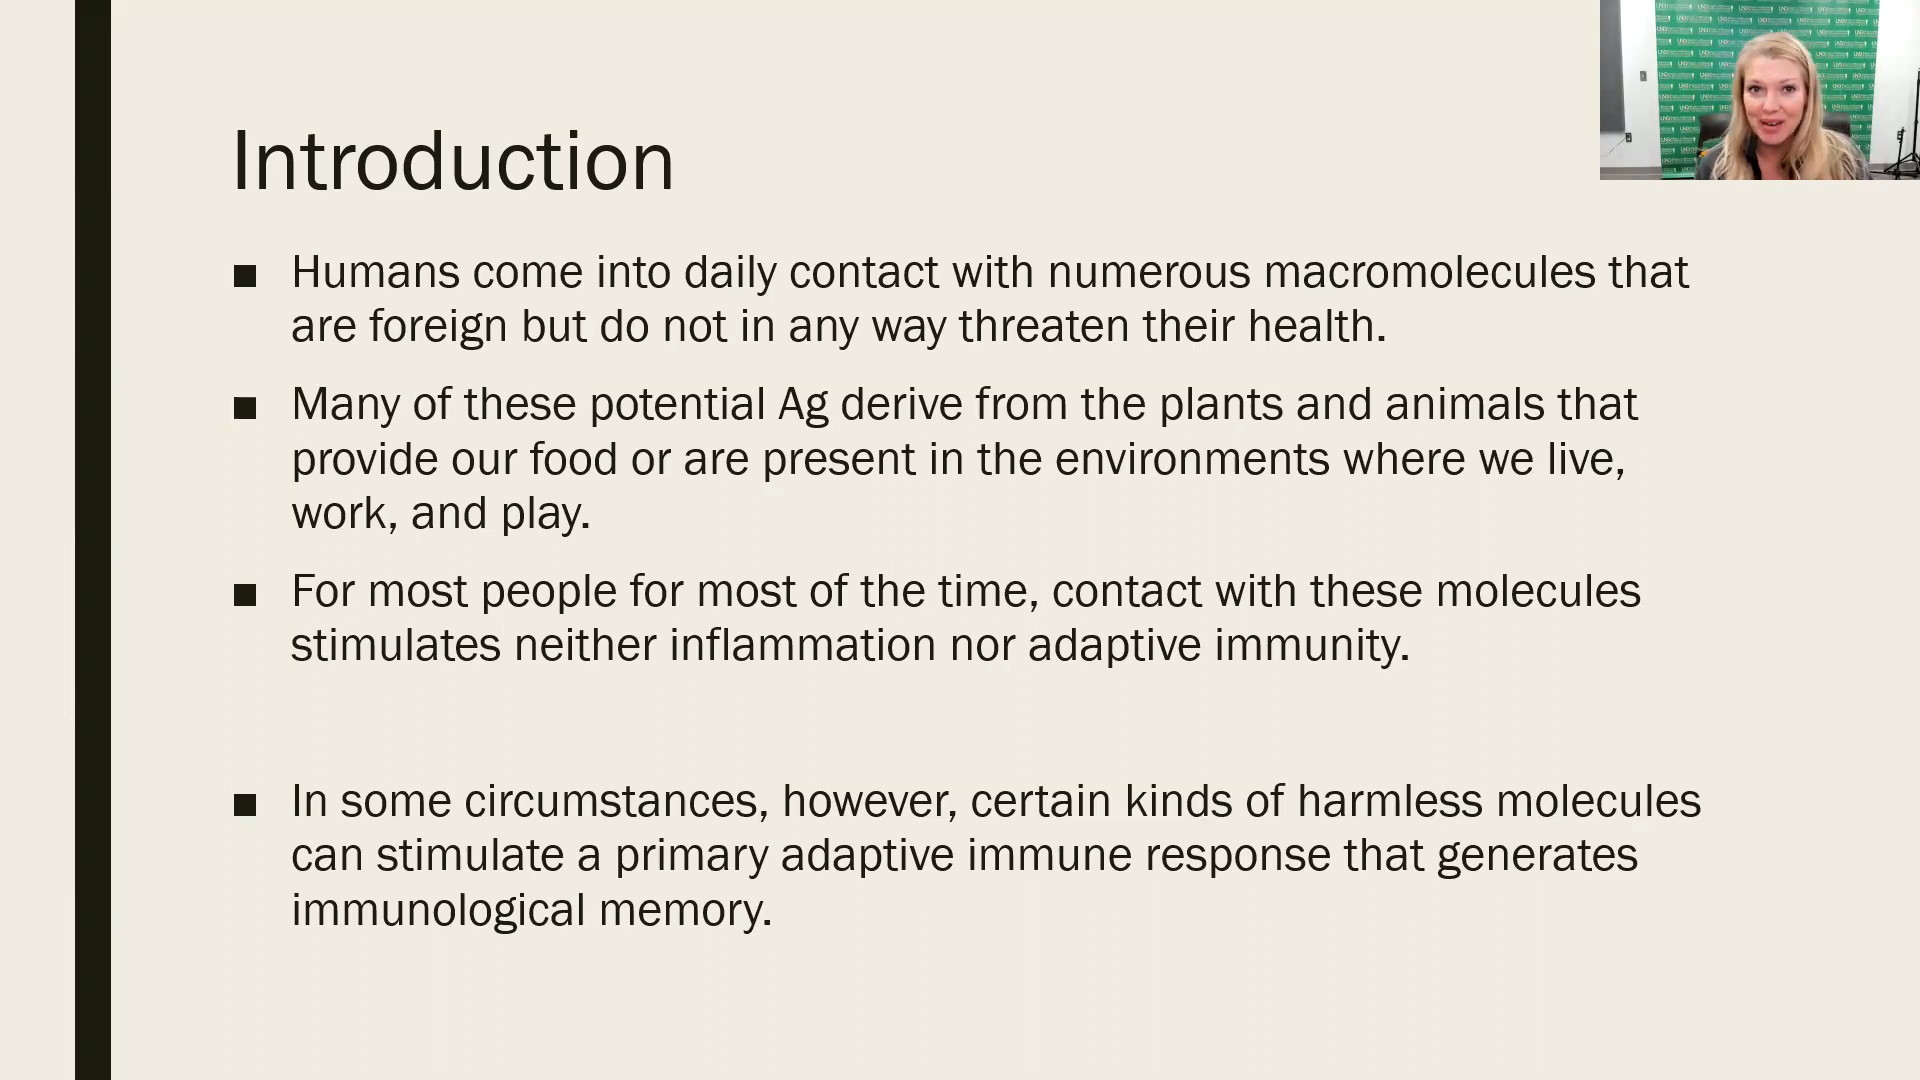 Introduction
■ Humans come into daily contact with numerous macromolecules that
are foreign but do not in any way threaten their health.
■ Many of these potential Ag derive from the plants and animals that
provide our food or are present in the environments where we live,
work, and play.
■ For most people for most of the time, contact with these molecules
stimulates neither inflammation nor adaptive immunity.
■ In some circumstances, however, certain kinds of harmless molecules
can stimulate a primary adaptive immune response that generates
immunological memory.